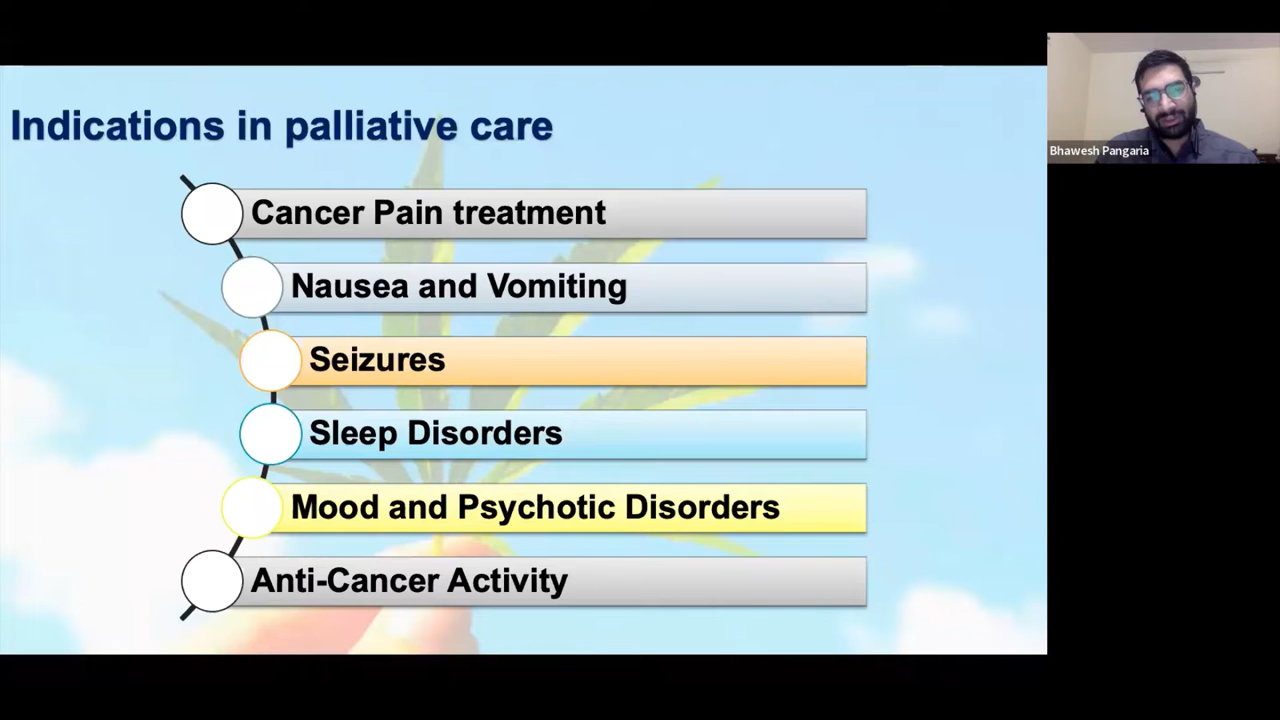 Indications in palliative care
Cancer Pain treatment
Nausea and Vomiting
Seizures
Sleep Disorders
Mood and Psychotic Disorders
Anti-Cancer Activity
Bhawesh Pangaria